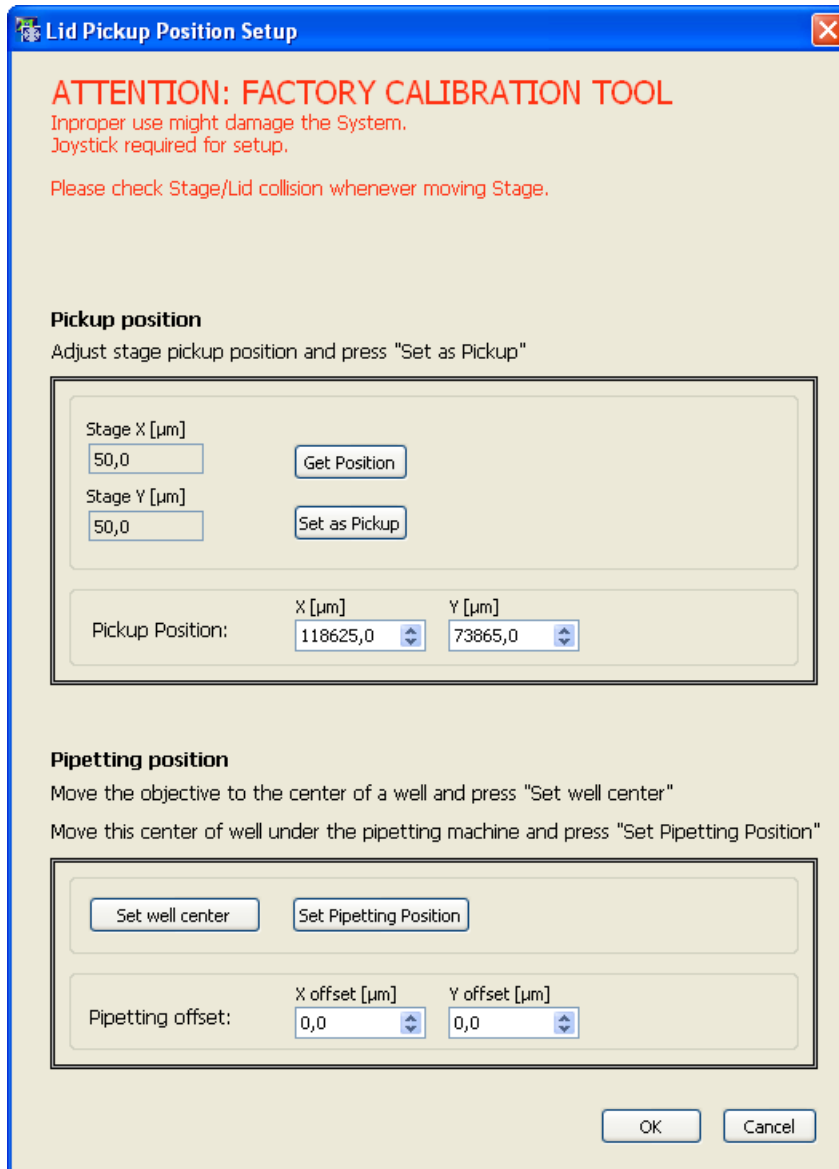 Lid Pickup Position Setup
ATTENTION: FACTORY CALIBRATION TOOL
Inproper use might damage the System.
Joystick required for setup.
Please check Stage/Lid collision whenever moving Stage.
Pickup position
Adjust stage pickup position and press "Set as Pickup"
Stage X [µm]
50,0
Get Position
Stage Y [µm]
50,0
Set as Pickup
X [µm] Y [µm]
Pickup Position: 118625,0 73865,0
Pipetting position
Move the objective to the center of a well and press "Set well center"
Move this center of well under the pipetting machine and press "Set Pipetting Position"
Set well center Set Pipetting Position
X offset [µm] Y offset [µm]
Pipetting offset: 0,0 0,0
OK Cancel